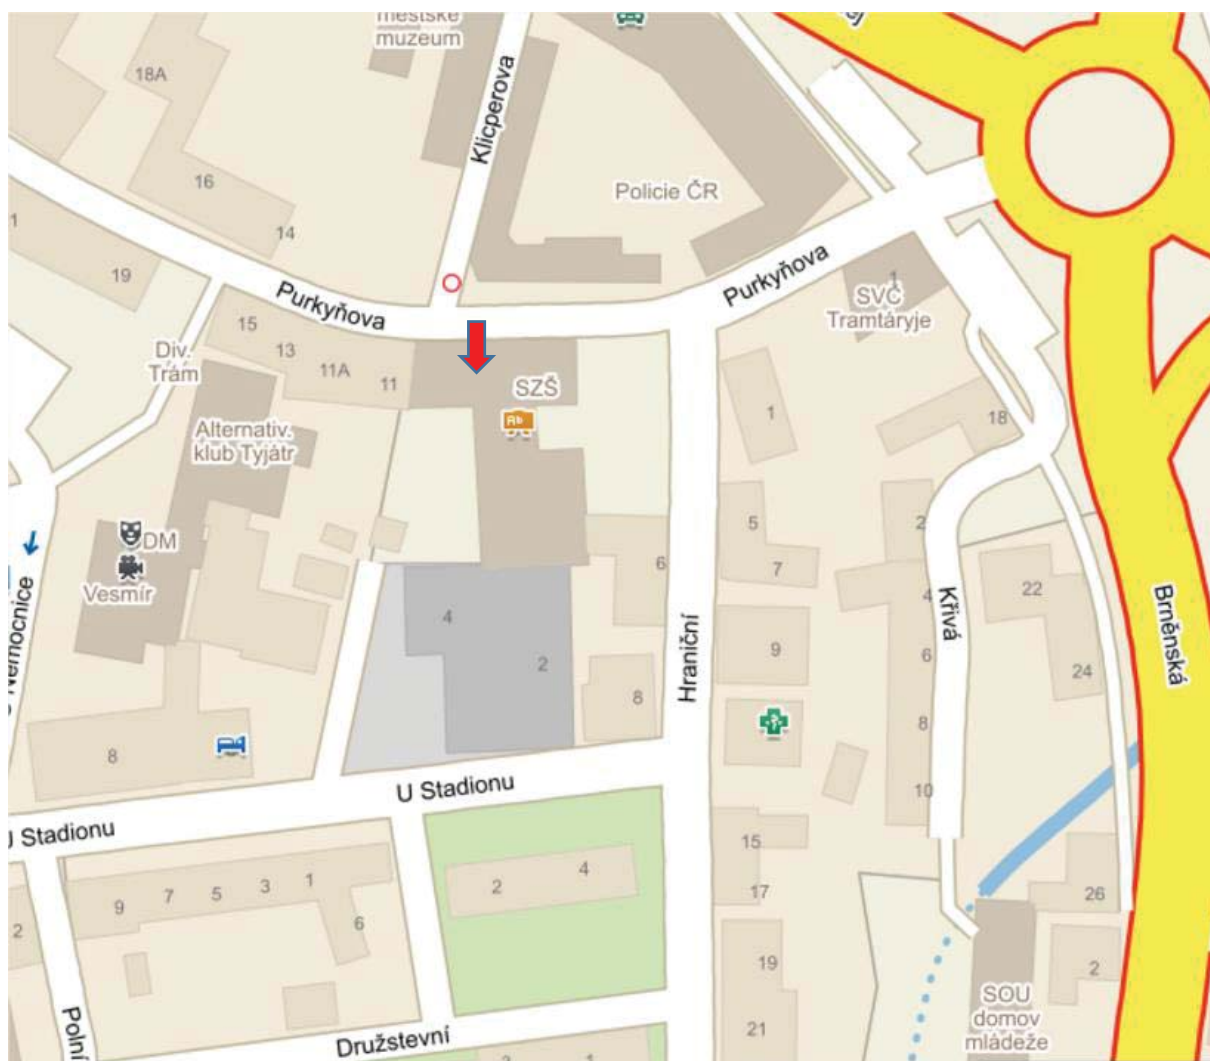 městské
muzeum
18A
Klicperova
16
Policie ČR
14
1
19
Purkyňova
Purkyňova
1
SVČ
Tramtáryje
15
13
11A
11
Div.
Trám
SZŠ
Ab
1
18
Alternativ.
klub Tyjátr
5
2
DM
6
7
Vesmír
22
4
4
Křivá
Nemocnice
Hraniční
Brněnská
9
6
2
24
8
8
8
U Stadionu
10
U Stadionu
15
4
2
1
3
5
7
9
17
26
6
2
19
2
SOU
domov
mládeže
21
Polní
Družstevní
1